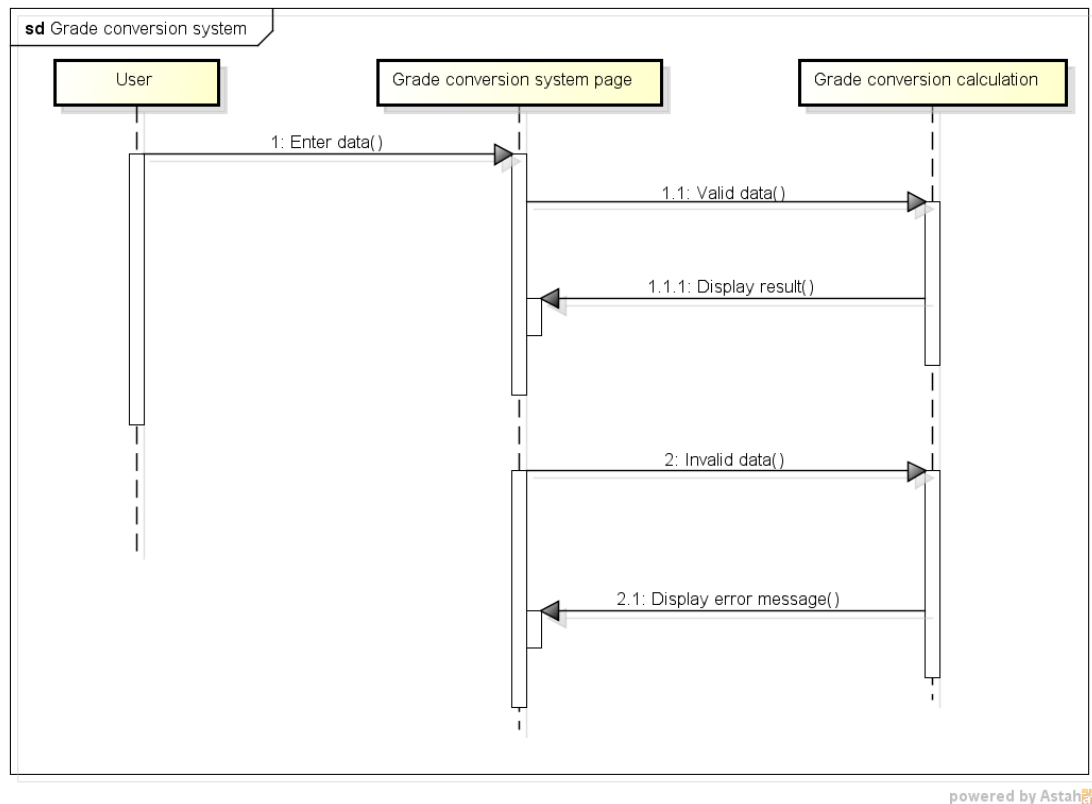 sd Grade conversion system
User
Grade conversion system page
Grade conversion calculation
1: Enter data()
1.1: Valid data()
1.1.1: Display result()
2: Invalid data()
2.1: Display error message()
powered by Astah